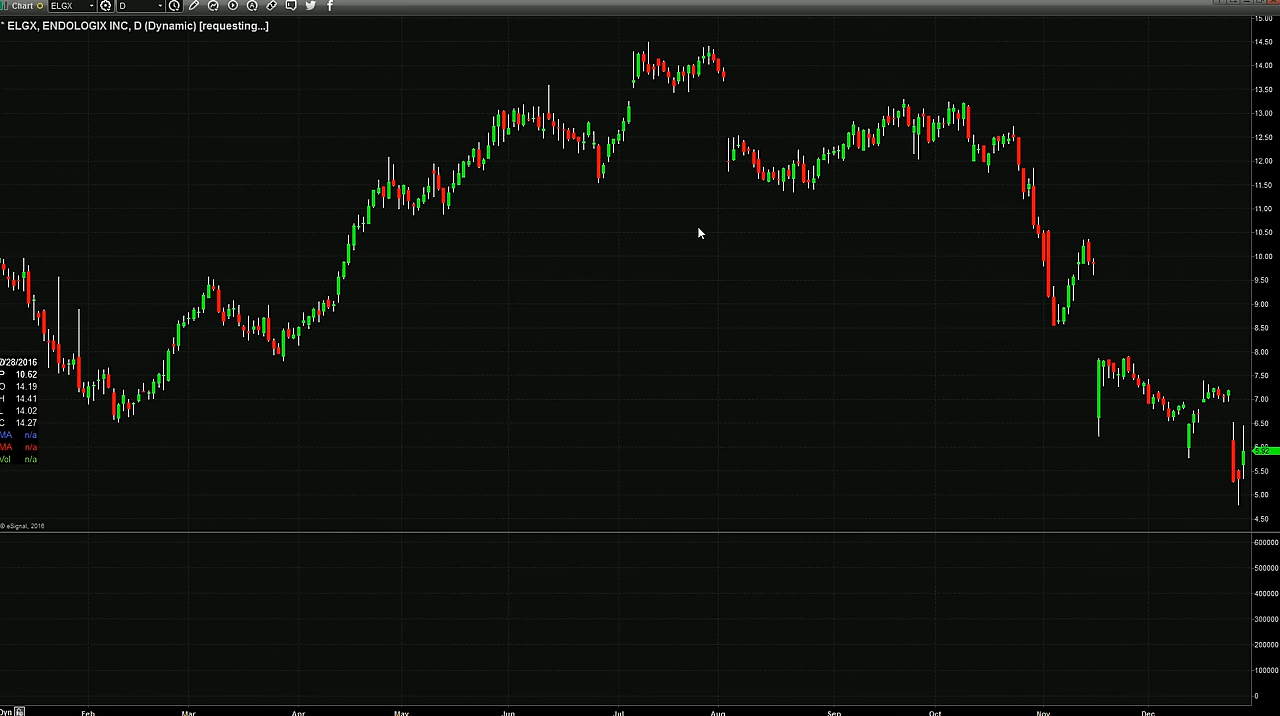 Chart ELGX D
* ELGX, ENDOLOGIX INC, D (Dynamic) [requesting...]
15.00
14.50
14.00
13.50
13.00
12.50
12.00
11.50
11.00
10.50
10.00
9.50
9.00
8.50
8.00
7.50
7.00
6.50
6.00
5.92
5.50
5.00
4.50
/28/2016
P 10.62
O 14.19
H 14.41
L 14.02
C 14.27
MA n/a
MA n/a
Vol n/a
© eSignal, 2016
600000
500000
400000
300000
200000
100000
0
Dyn Feb Mar Apr May Jun Jul Aug Sep Oct Nov Dec